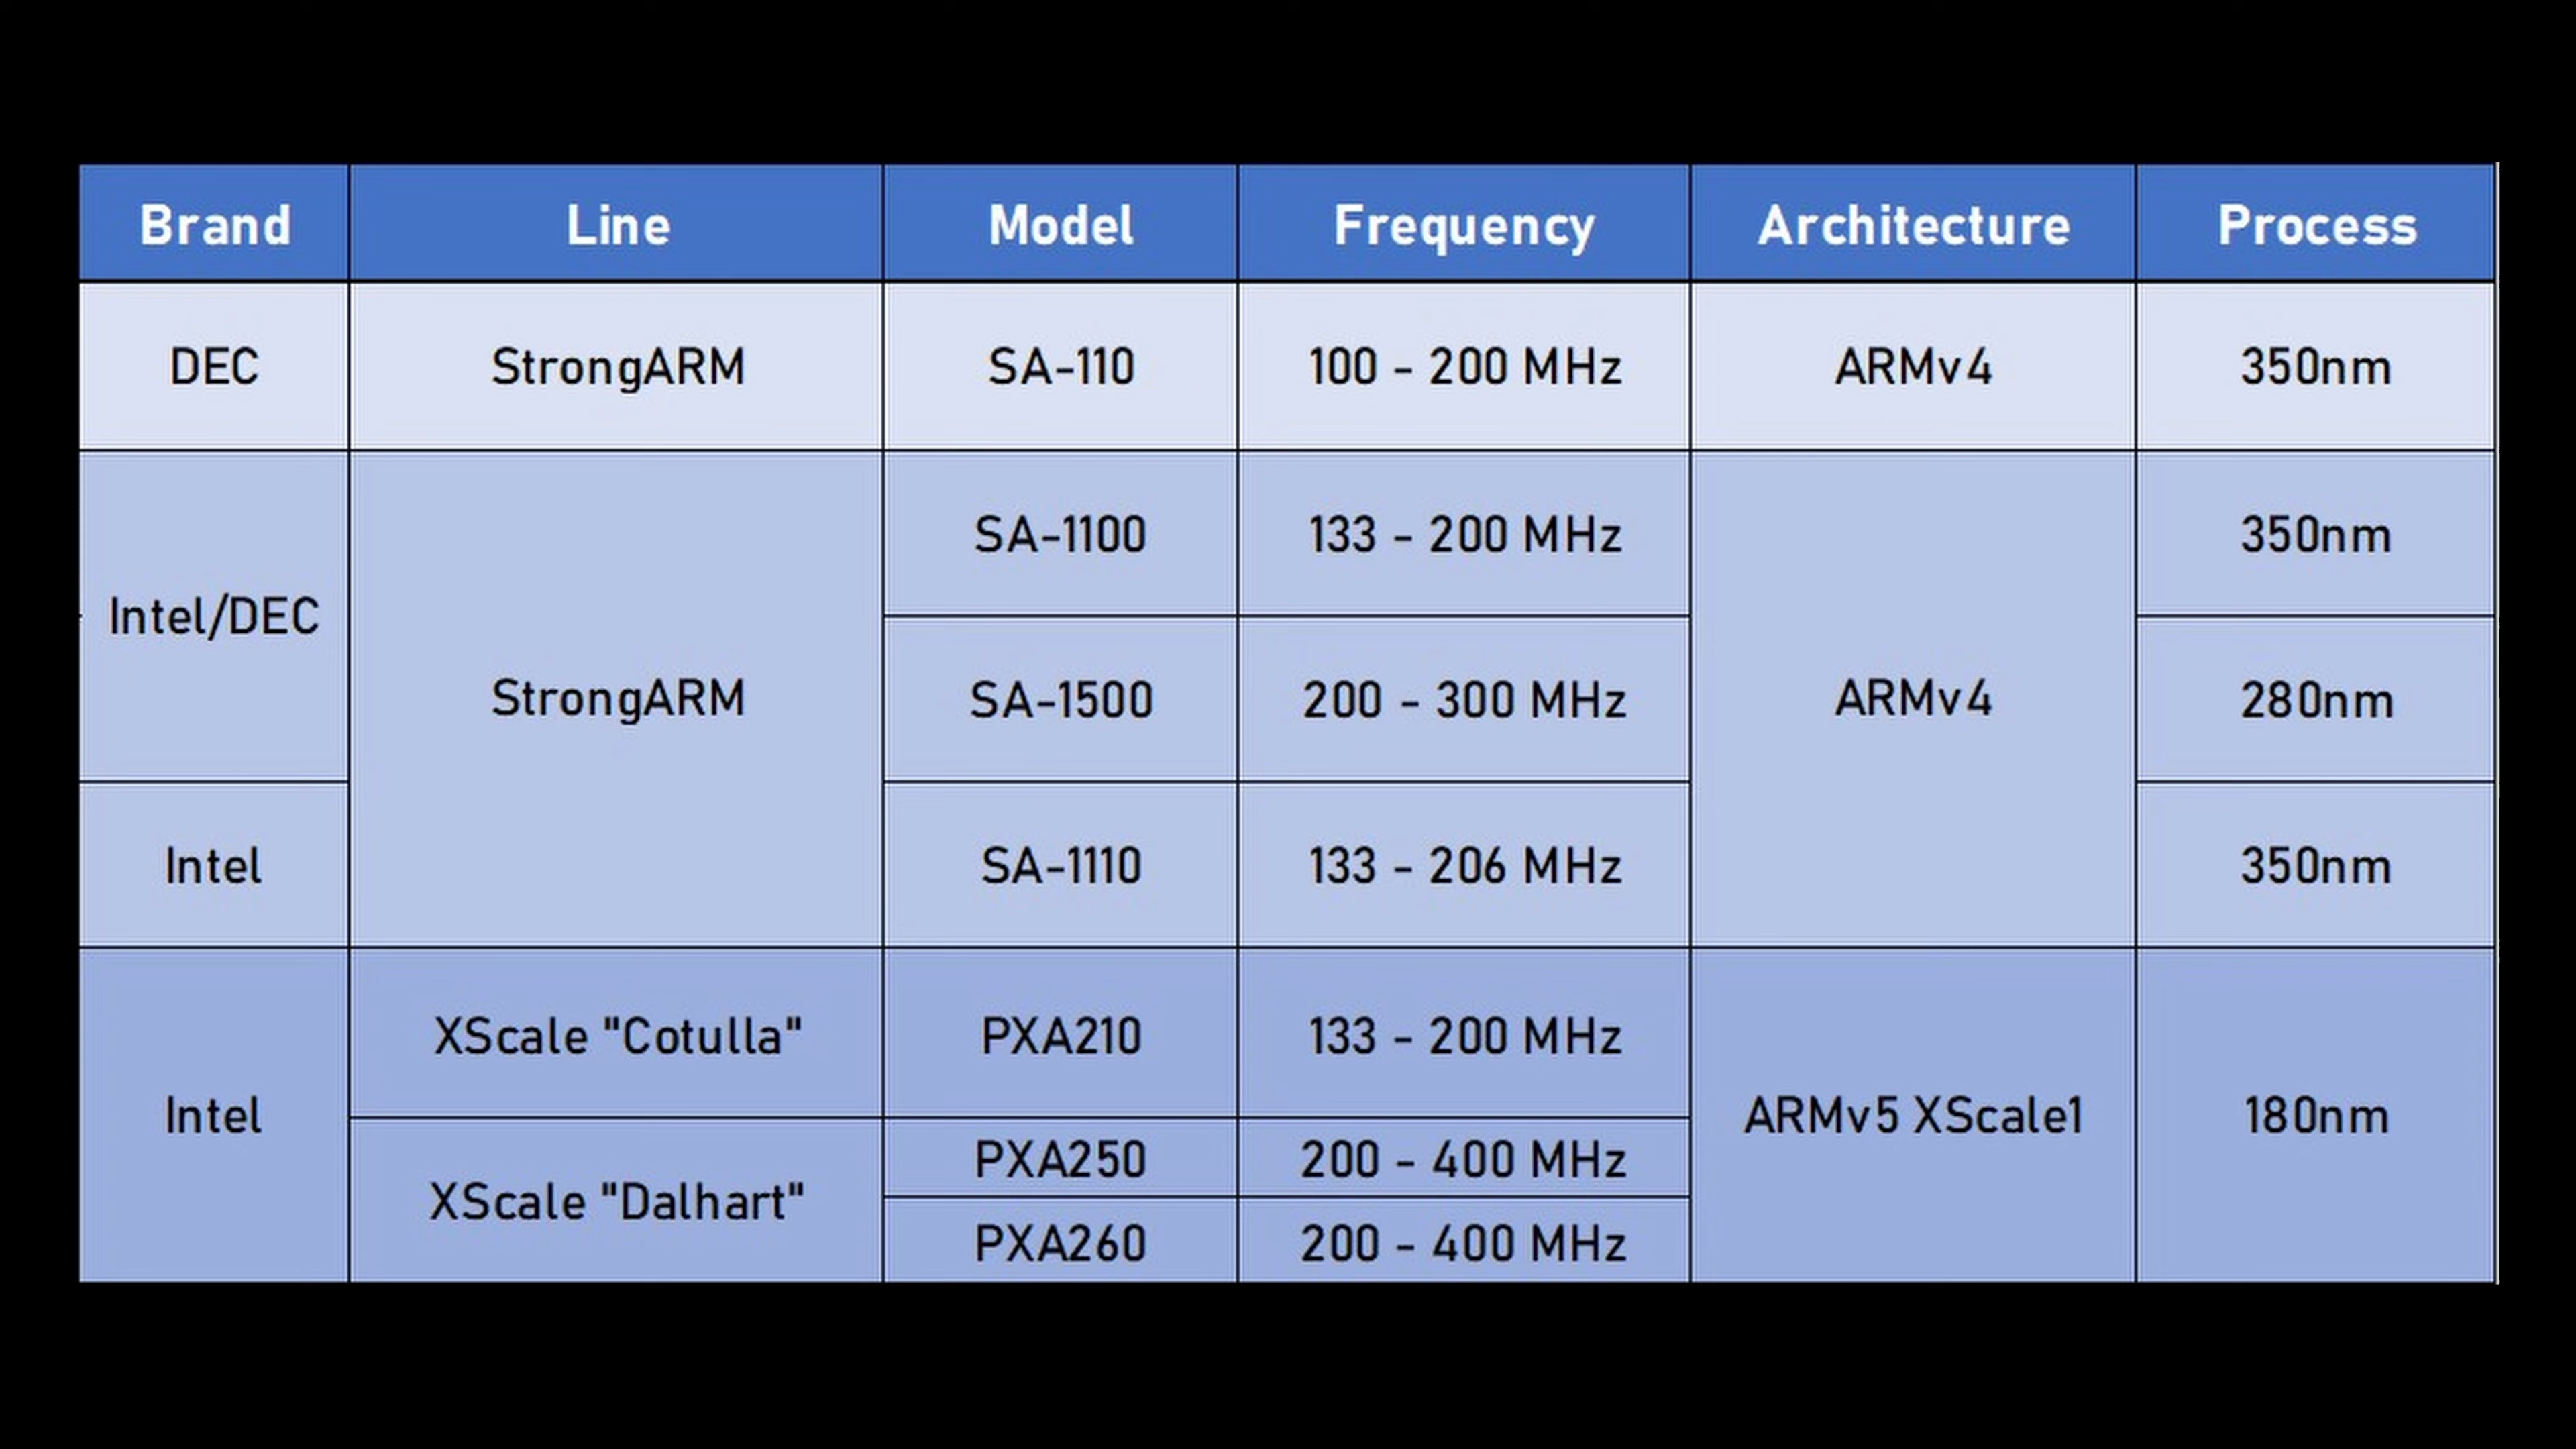 Brand Line Model Frequency Architecture Process
DEC StrongARM SA-110 100 - 200 MHz ARMv4 350nm
Intel/DEC StrongARM SA-1100 133 - 200 MHz ARMv4 350nm
SA-1500 200 - 300 MHz 280nm
Intel SA-1110 133 - 206 MHz 350nm
Intel XScale "Cotulla" PXA210 133 - 200 MHz ARMv5 XScale1 180nm
XScale "Dalhart" PXA250 200 - 400 MHz
PXA260 200 - 400 MHz